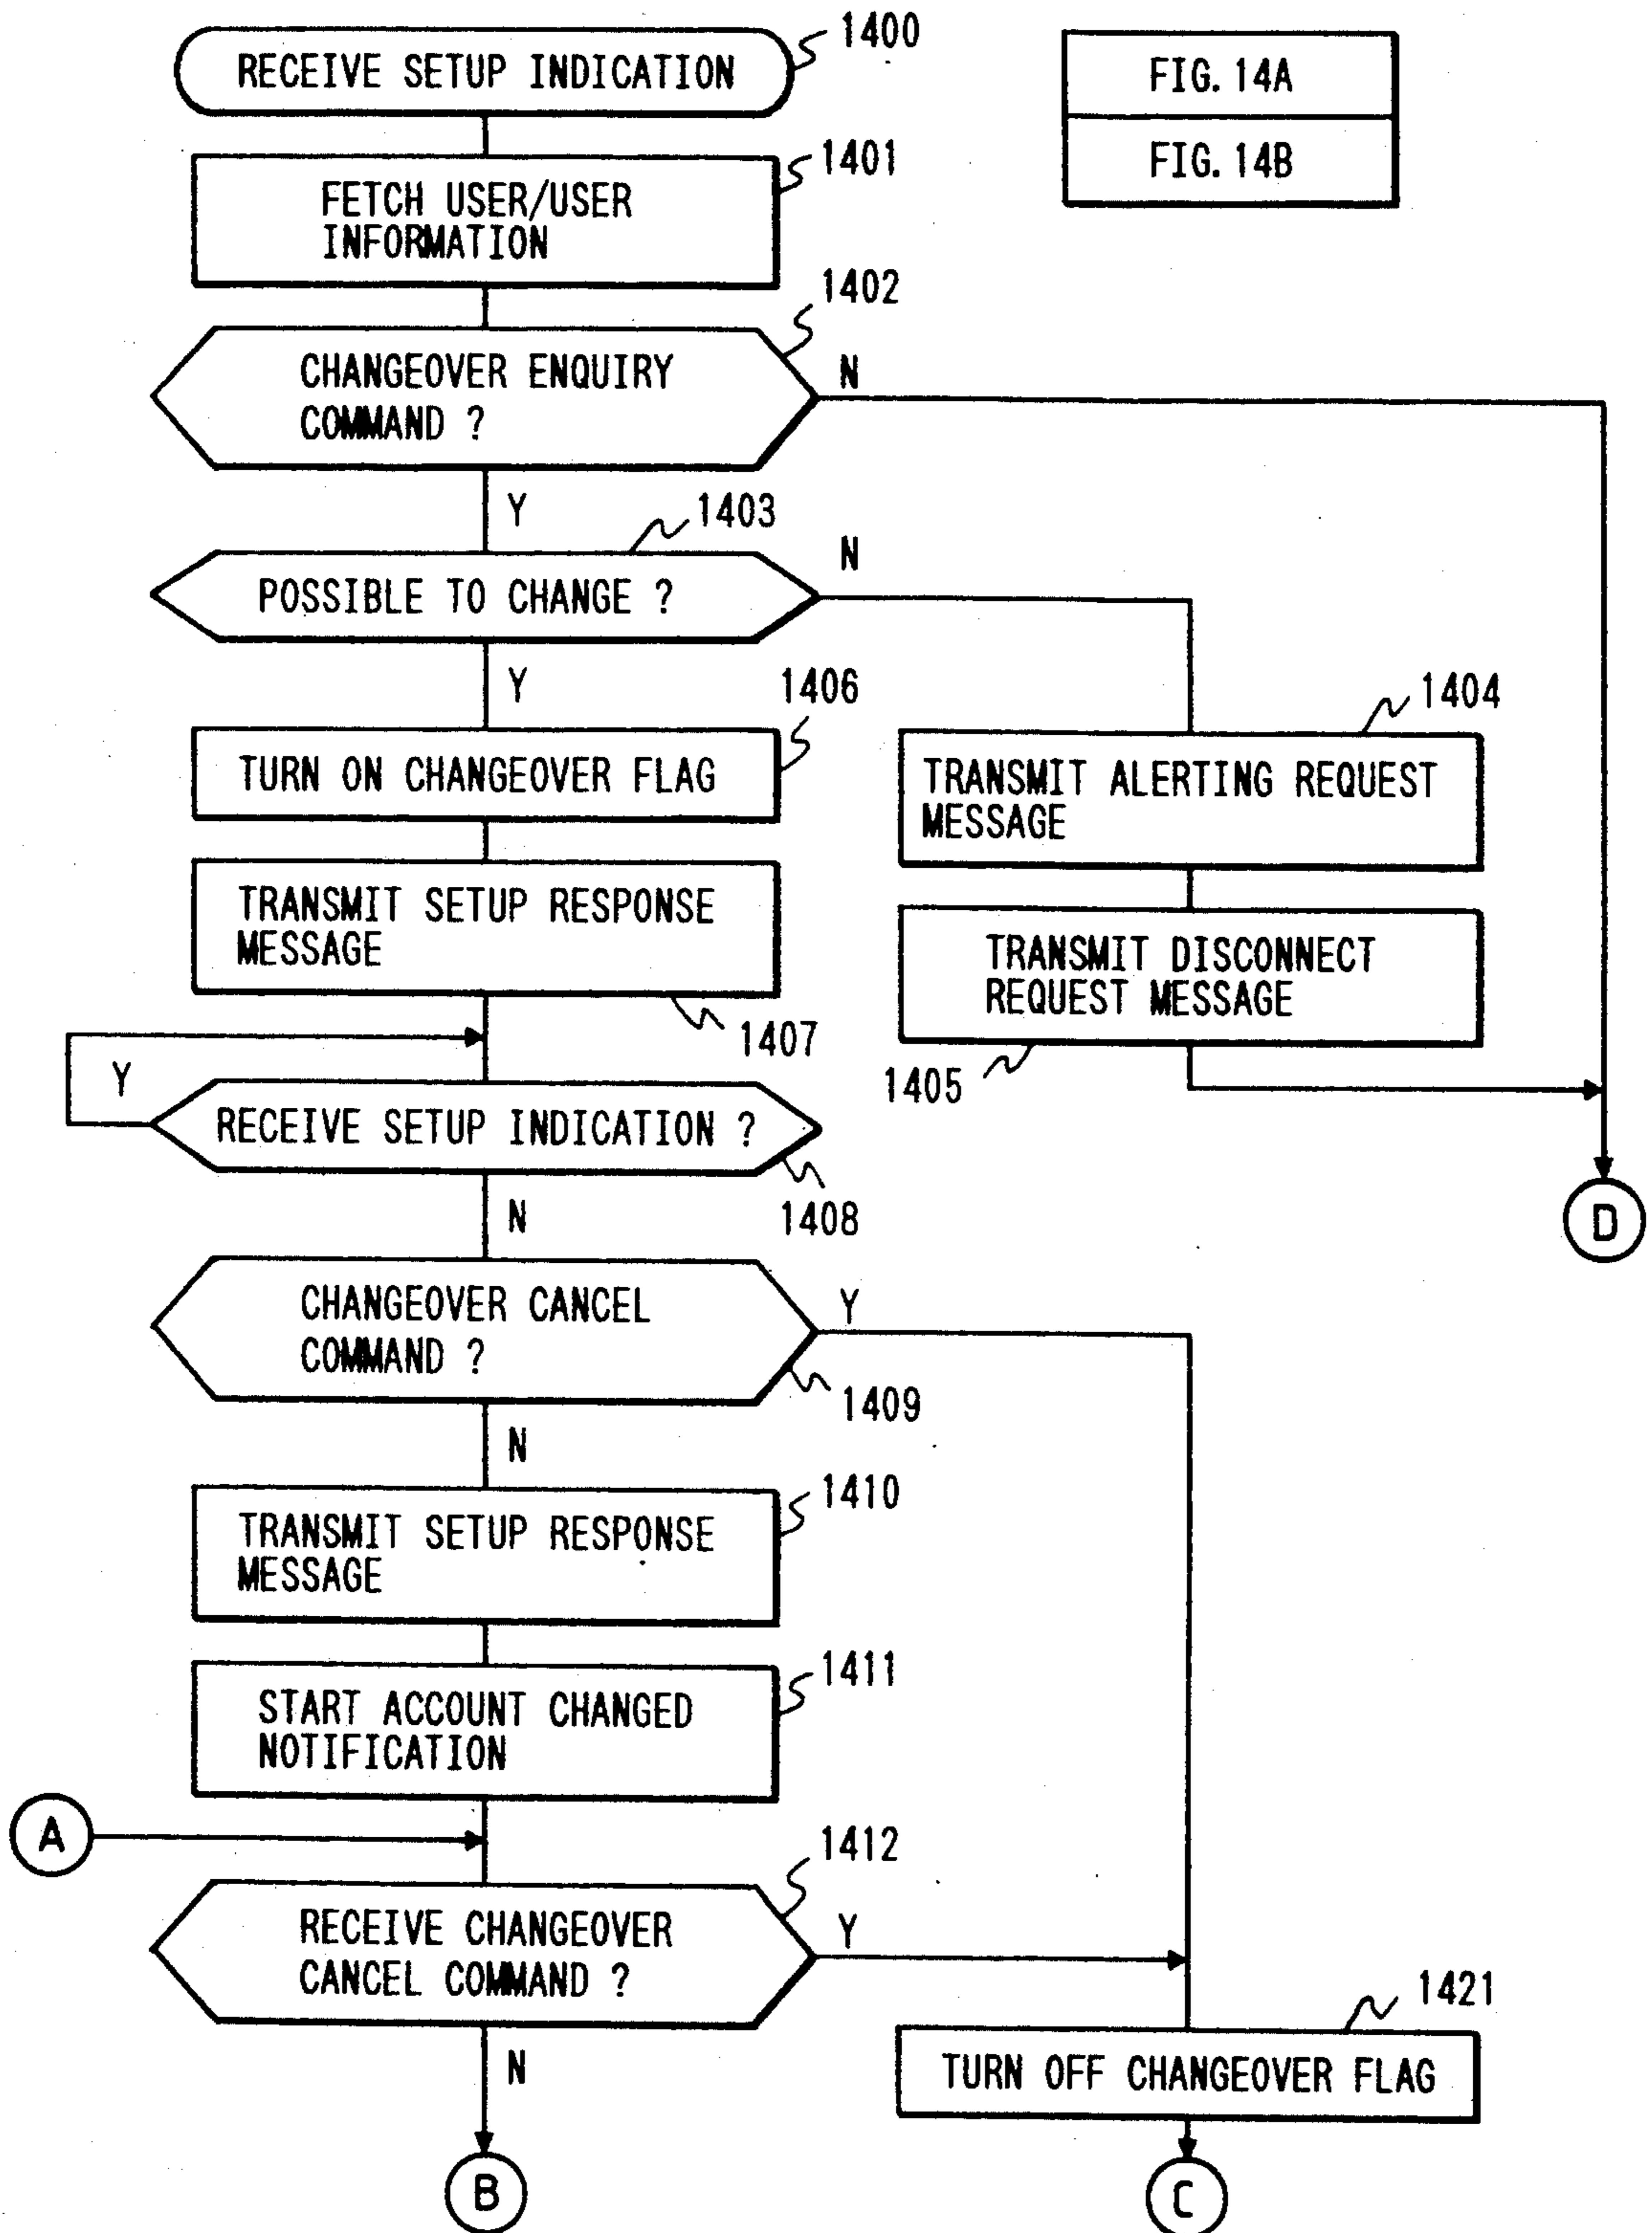 1400
RECEIVE SETUP INDICATION
FIG. 14A
FIG. 14B
1401
FETCH USER/USER
INFORMATION
1402
CHANGEOVER ENQUIRY
COMMAND ?
N
Y
1403
POSSIBLE TO CHANGE ?
N
Y
1406
TURN ON CHANGEOVER FLAG
1404
TRANSMIT ALERTING REQUEST
MESSAGE
TRANSMIT SETUP RESPONSE
MESSAGE
1407
TRANSMIT DISCONNECT
REQUEST MESSAGE
1405
Y
RECEIVE SETUP INDICATION ?
1408
N
D
CHANGEOVER CANCEL
COMMAND ?
Y
1409
N
1410
TRANSMIT SETUP RESPONSE
MESSAGE
1411
START ACCOUNT CHANGED
NOTIFICATION
A
1412
RECEIVE CHANGEOVER
CANCEL COMMAND ?
Y
N
1421
TURN OFF CHANGEOVER FLAG
B
C